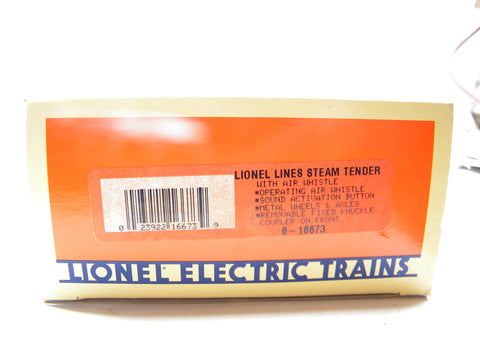 LIONEL LINES STEAM TENDER
WITH AIR WHISTLE
*OPERATING AIR WHISTLE
*SOUND ACTIVATION BUTTON
*METAL WHEELS & AXLES
*REMOVABLE FIXED KNUCKLE
COUPLER ON FRONT
6-16673
0 23922 16673 9
LIONEL ELECTRIC TRAINS